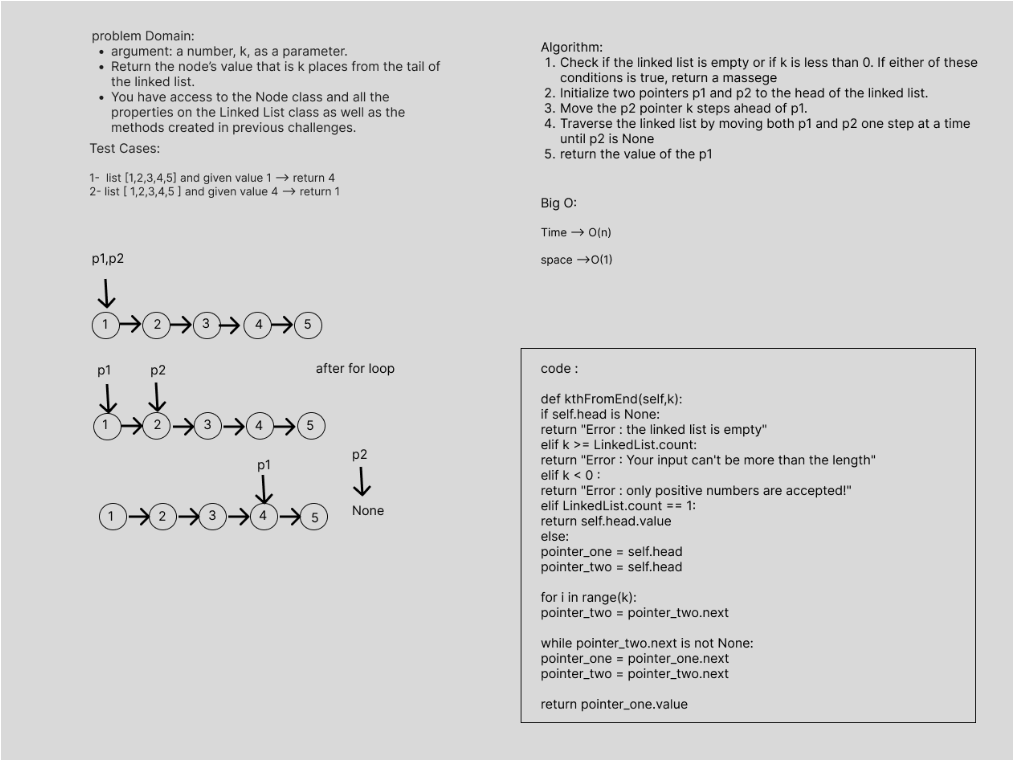 problem Domain:
• argument: a number, k, as a parameter.
• Return the node's value that is k places from the tail of
the linked list.
• You have access to the Node class and all the
properties on the Linked List class as well as the
methods created in previous challenges.
Test Cases:
1- list [1,2,3,4,5] and given value 1 → return 4
2- list [ 1,2,3,4,5 ] and given value 4 → return 1
p1,p2
1 2 3 4 5
p1 p2 after for loop
1 2 3 4 5
p1 p2
1 2 3 4 5 None
Algorithm:
1. Check if the linked list is empty or if k is less than 0. If either of these
conditions is true, return a massege
2. Initialize two pointers p1 and p2 to the head of the linked list.
3. Move the p2 pointer k steps ahead of p1.
4. Traverse the linked list by moving both p1 and p2 one step at a time
until p2 is None
5. return the value of the p1
Big O:
Time → O(n)
space →O(1)
code :
def kthFromEnd(self,k):
if self.head is None:
return "Error : the linked list is empty"
elif k >= LinkedList.count:
return "Error : Your input can't be more than the length"
elif k < 0 :
return "Error : only positive numbers are accepted!"
elif LinkedList.count == 1:
return self.head.value
else:
pointer_one = self.head
pointer_two = self.head
for i in range(k):
pointer_two = pointer_two.next
while pointer_two.next is not None:
pointer_one = pointer_one.next
pointer_two = pointer_two.next
return pointer_one.value